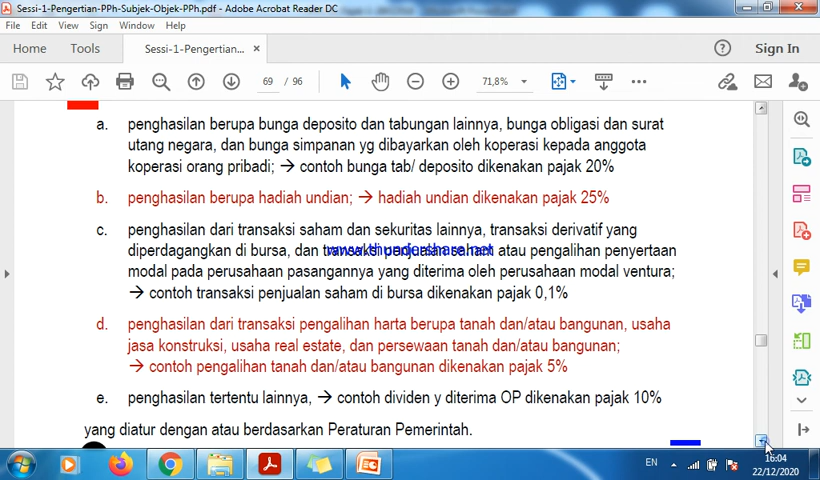 Sessi-1-Pengertian-PPh-Subjek-Objek-PPh.pdf - Adobe Acrobat Reader DC
File Edit View Sign Window Help
Home Tools Sessi-1-Pengertian... × Sign In
69 / 96 71,8%
a. penghasilan berupa bunga deposito dan tabungan lainnya, bunga obligasi dan surat
utang negara, dan bunga simpanan yg dibayarkan oleh koperasi kepada anggota
koperasi orang pribadi; → contoh bunga tab/ deposito dikenakan pajak 20%
b. penghasilan berupa hadiah undian; → hadiah undian dikenakan pajak 25%
c. penghasilan dari transaksi saham dan sekuritas lainnya, transaksi derivatif yang
diperdagangkan di bursa, dan transaksi penjualan saham atau pengalihan penyertaan
www.thundershare.net
modal pada perusahaan pasangannya yang diterima oleh perusahaan modal ventura;
→ contoh transaksi penjualan saham di bursa dikenakan pajak 0,1%
d. penghasilan dari transaksi pengalihan harta berupa tanah dan/atau bangunan, usaha
jasa konstruksi, usaha real estate, dan persewaan tanah dan/atau bangunan;
→ contoh pengalihan tanah dan/atau bangunan dikenakan pajak 5%
e. penghasilan tertentu lainnya, → contoh dividen y diterima OP dikenakan pajak 10%
yang diatur dengan atau berdasarkan Peraturan Pemerintah.
EN 16:04
22/12/2020